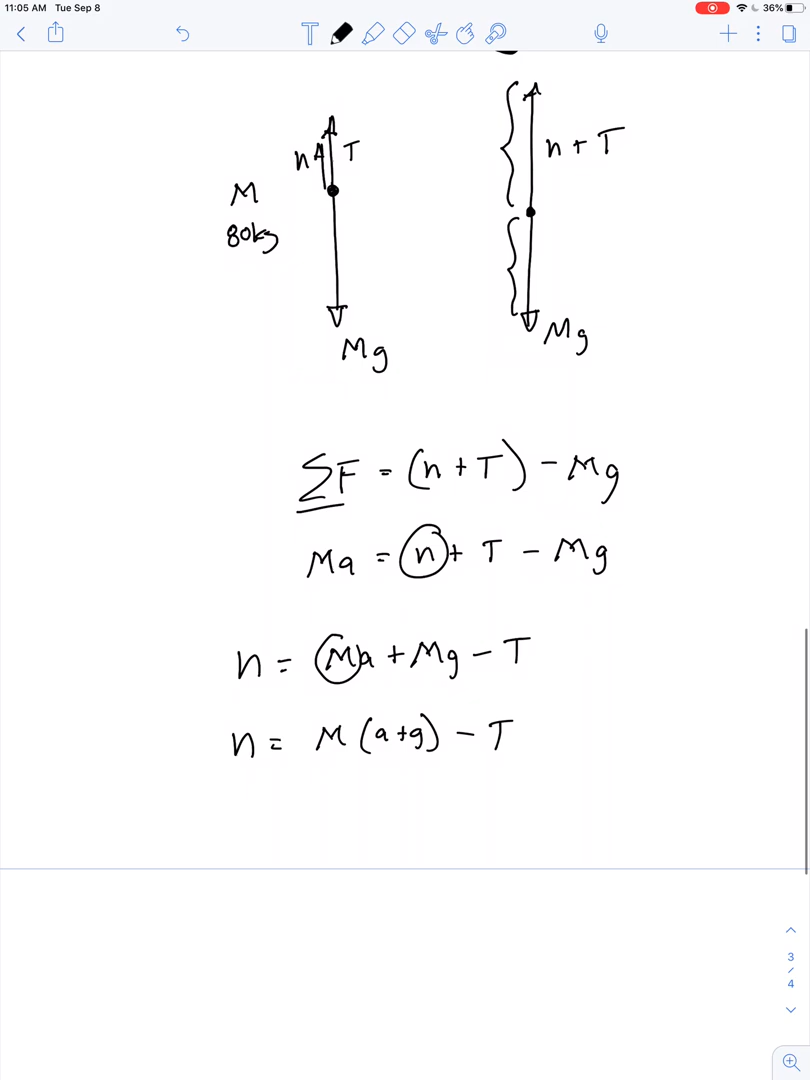 11:05 AM Tue Sep 8 36%
T
n T
n + T
M
80kg
Mg
Mg
ΣF = (n + T) - Mg
Ma = n + T - Mg
n = Ma + Mg - T
n = M (a+g) - T
3
/
4